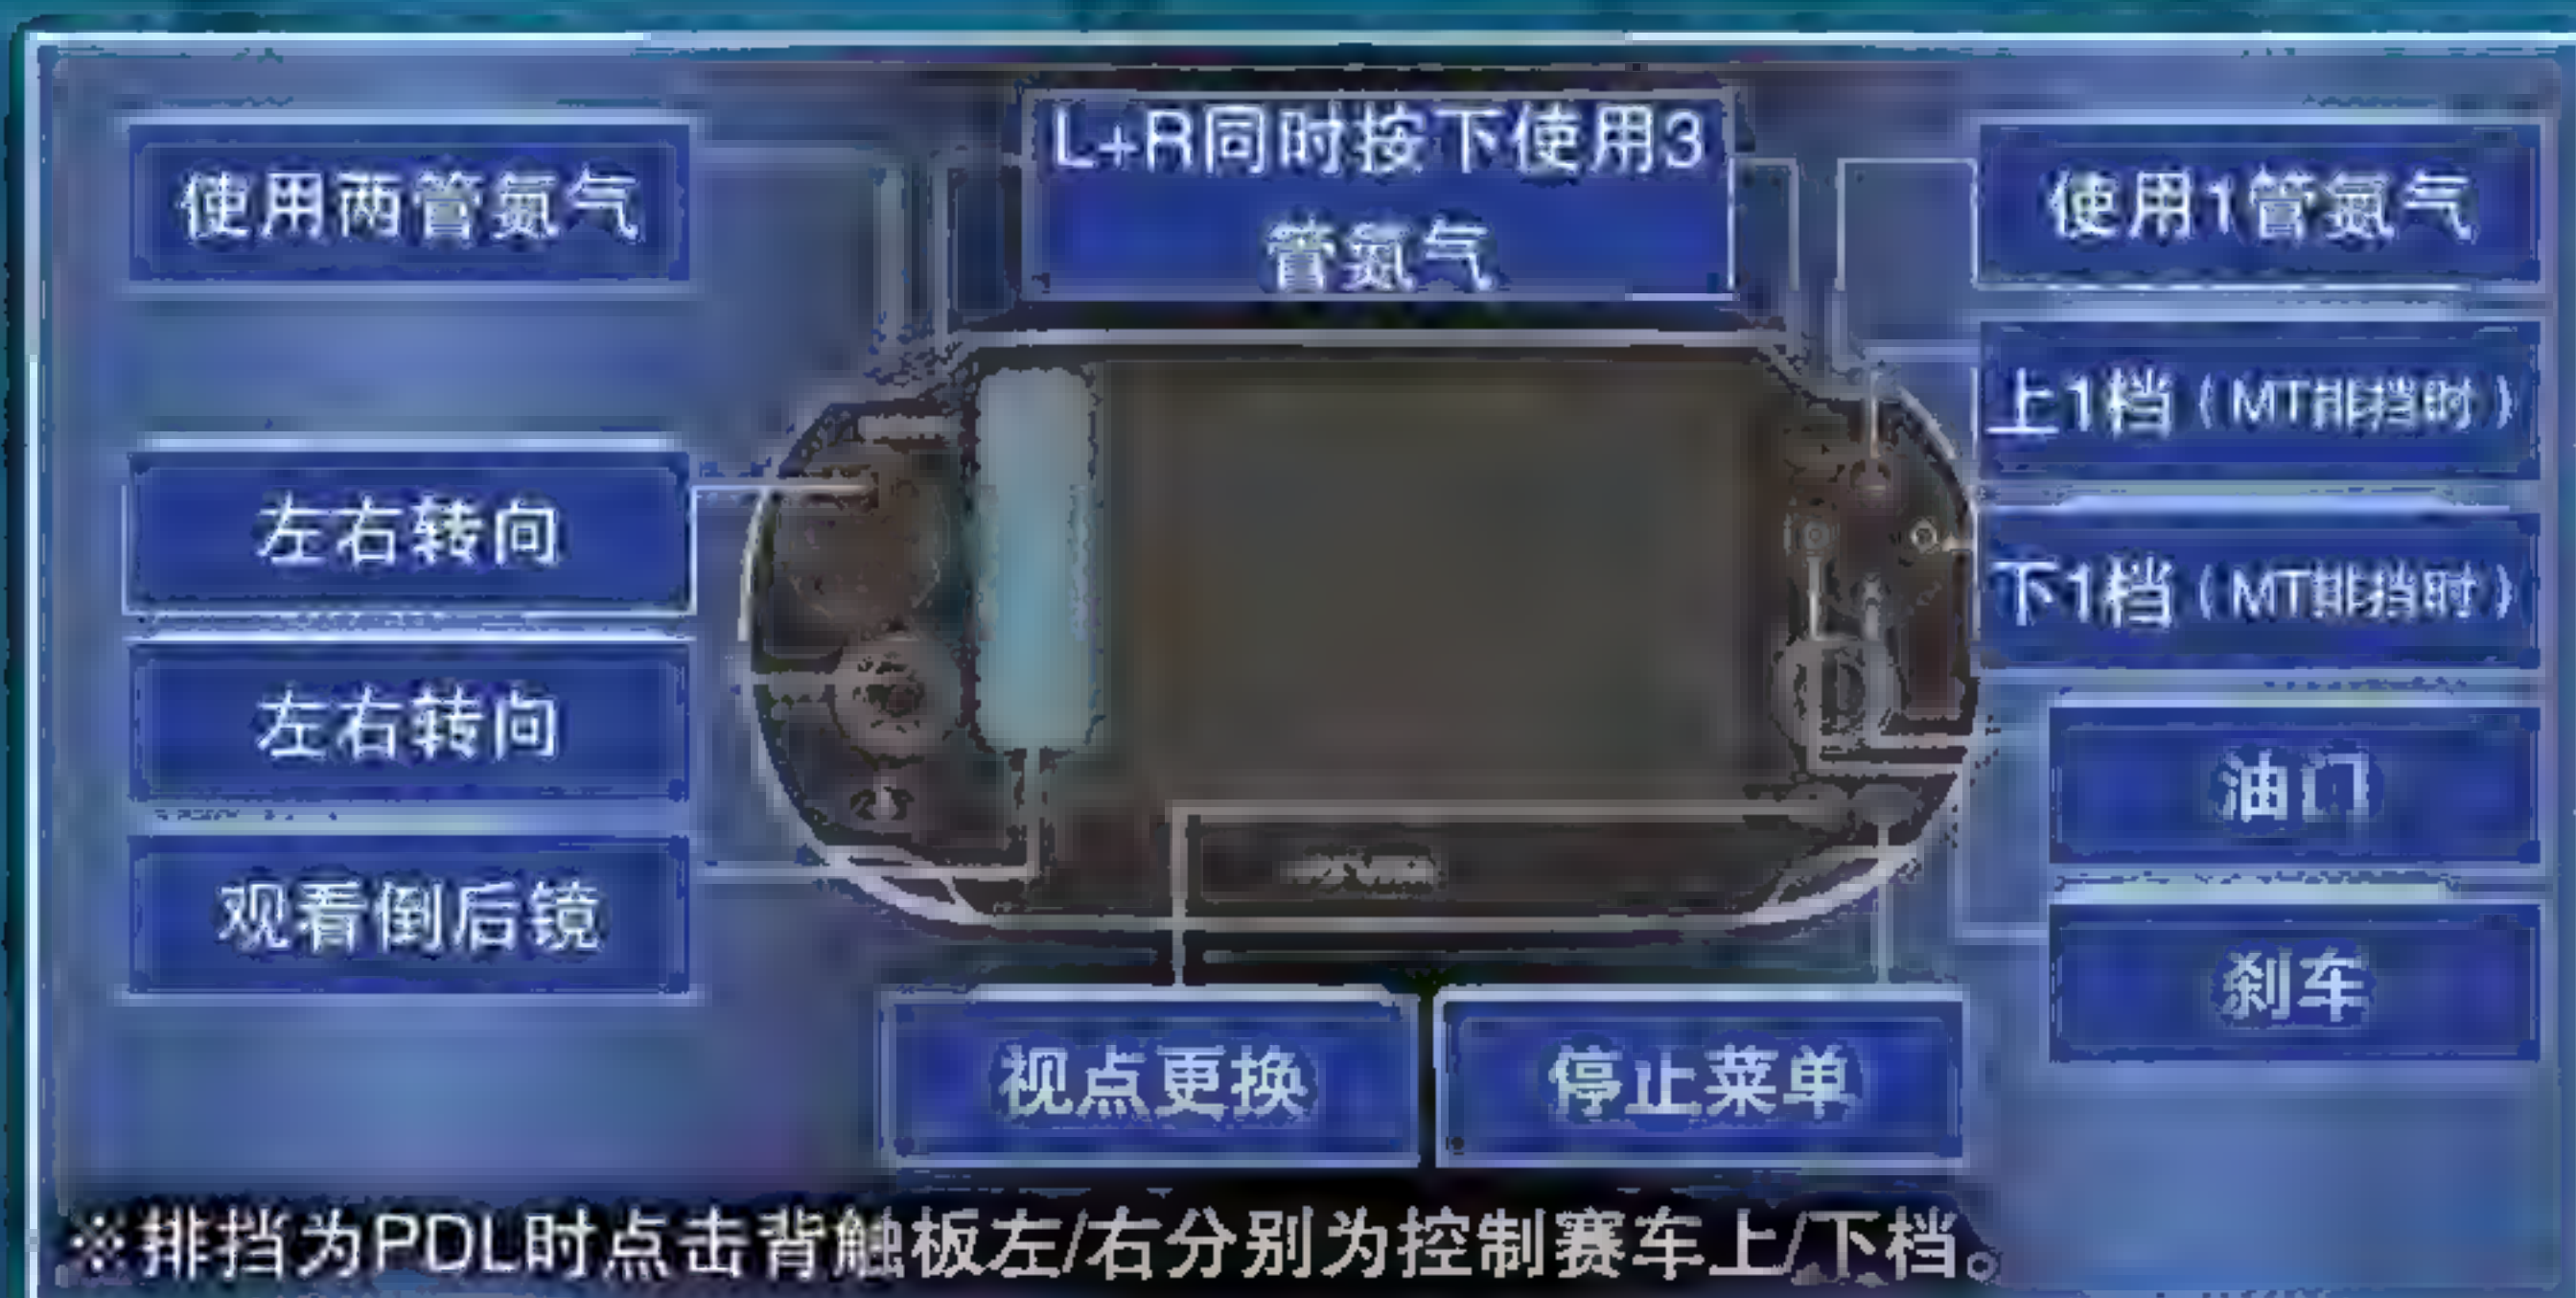 使用两管氮气
L+R同时按下使用3
管氮气
使用1管氮气
上1档（MT排挡时）
下1档（MT排挡时）
左右转向
左右转向
观看倒后镜
油门
刹车
视点更换
停止菜单
※排挡为PDL时点击背触板左/右分别为控制赛车上/下档。